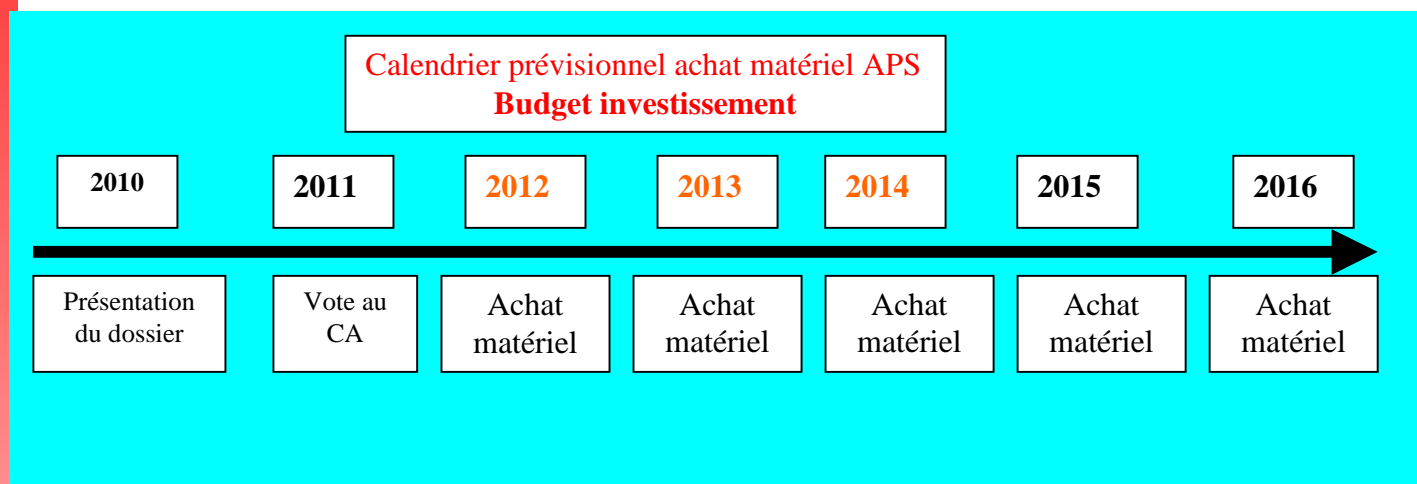 Calendrier prévisionnel achat matériel APS
Budget investissement
2010
2011
2012
2013
2014
2015
2016
Présentation
du dossier
Vote au
CA
Achat
matériel
Achat
matériel
Achat
matériel
Achat
matériel
Achat
matériel